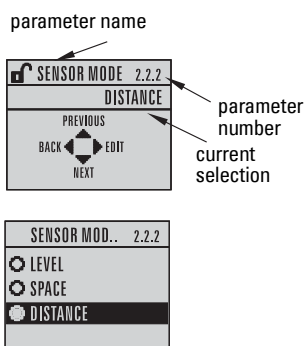 parameter name
SENSOR MODE 2.2.2
DISTANCE
PREVIOUS
BACK EDIT
NEXT
parameter
number
current
selection
SENSOR MOD.. 2.2.2
LEVEL
SPACE
DISTANCE